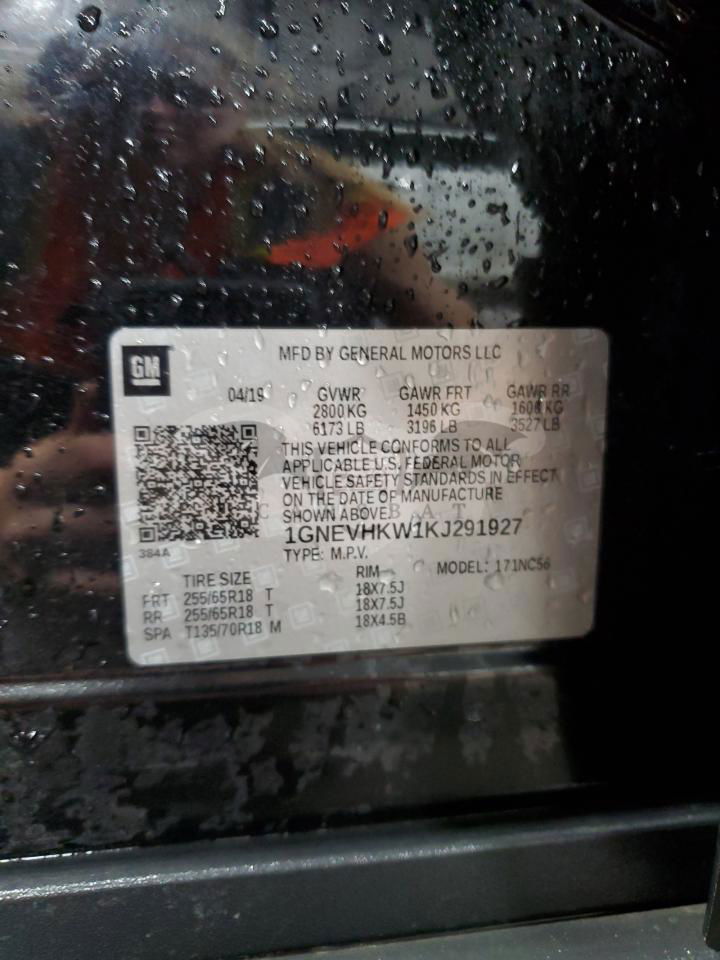 GM
MFD BY GENERAL MOTORS LLC
04/19 GVWR GAWR FRT GAWR RR
2800 KG 1450 KG 1600 KG
6173 LB 3196 LB 3527 LB
THIS VEHICLE CONFORMS TO ALL
APPLICABLE U.S. FEDERAL MOTOR
VEHICLE SAFETY STANDARDS IN EFFECT
ON THE DATE OF MANUFACTURE
SHOWN ABOVE.
1GNEVHKW1KJ291927
384A
TYPE: M.P.V.
MODEL: 1NC56
TIRE SIZE RIM
FRT 255/65R18 T 18X7.5J
RR 255/65R18 T 18X7.5J
SPA T135/70R18 M 18X4.5B